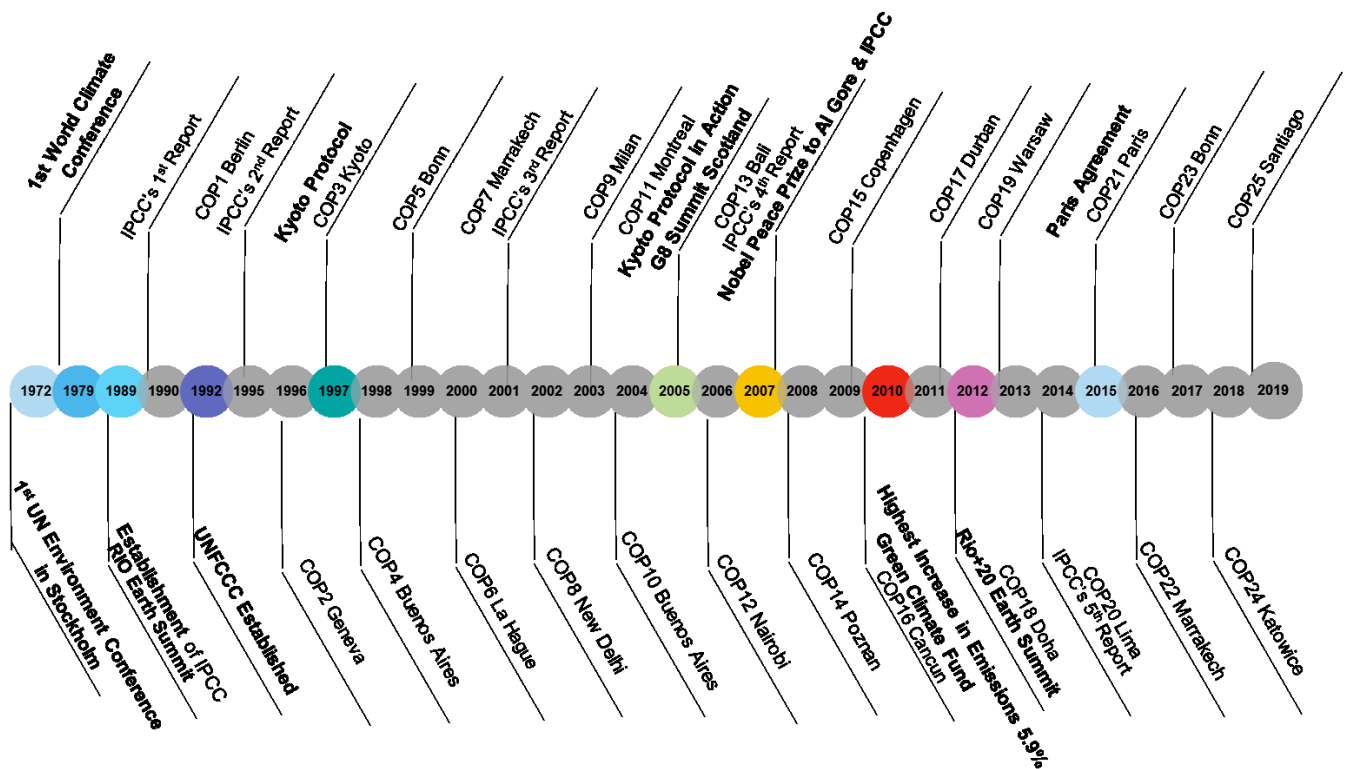 1st World Climate
Conference
IPCC's 1st Report
COP1 Berlin
IPCC's 2nd Report
Kyoto Protocol
COP3 Kyoto
COP5 Bonn
COP7 Marrakech
IPCC's 3rd Report
COP9 Milan
COP11 Montreal
Kyoto Protocol in Action
G8 Summit Scotland
COP13 Bali
IPCC's 4th Report
Nobel Peace Prize to Al Gore & IPCC
COP15 Copenhagen
COP17 Durban
COP19 Warsaw
Paris Agreement
COP21 Paris
COP23 Bonn
COP25 Santiago
1972 1979 1989 1990 1992 1995 1996 1997 1998 1999 2000 2001 2002 2003 2004 2005 2006 2007 2008 2009 2010 2011 2012 2013 2014 2015 2016 2017 2018 2019
1st UN Environment Conference
in Stockholm
Establishment of IPCC
RIO Earth Summit
UNFCCC Established
COP2 Geneva
COP4 Buenos Aires
COP6 La Hague
COP8 New Delhi
COP10 Buenos Aires
COP12 Nairobi
COP14 Poznan
Highest Increase in Emissions 5.9%
Green Climate Fund
COP16 Cancun
COP18 Doha
Rio+20 Earth Summit
COP20 Lima
IPCC's 5th Report
COP22 Marrakech
COP24 Katowice